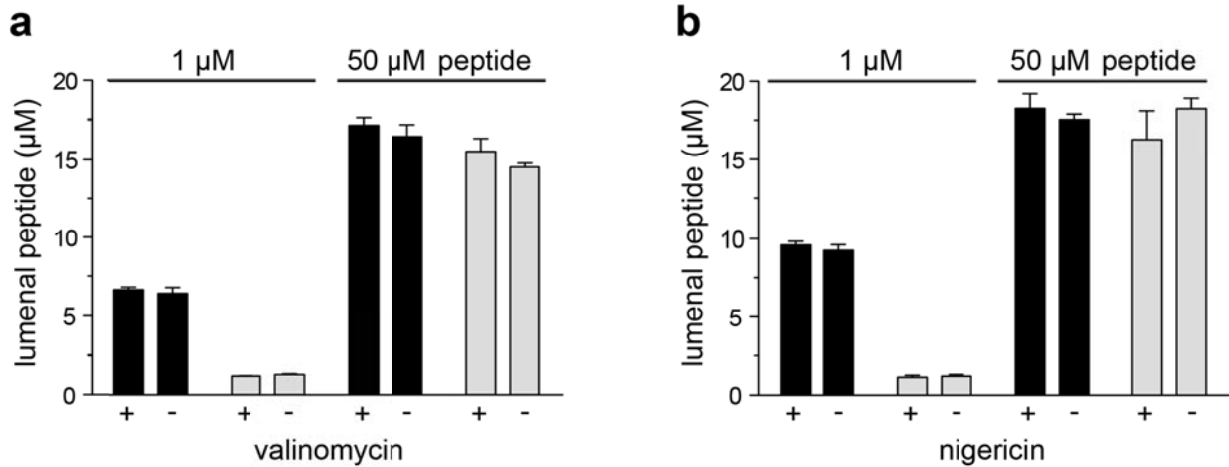 a
1 µM 50 µM peptide
lumenal peptide (µM)
20
15
10
5
0
+ - + - + - + -
valinomycin
b
1 µM 50 µM peptide
lumenal peptide (µM)
20
15
10
5
0
+ - + - + - + -
nigericin